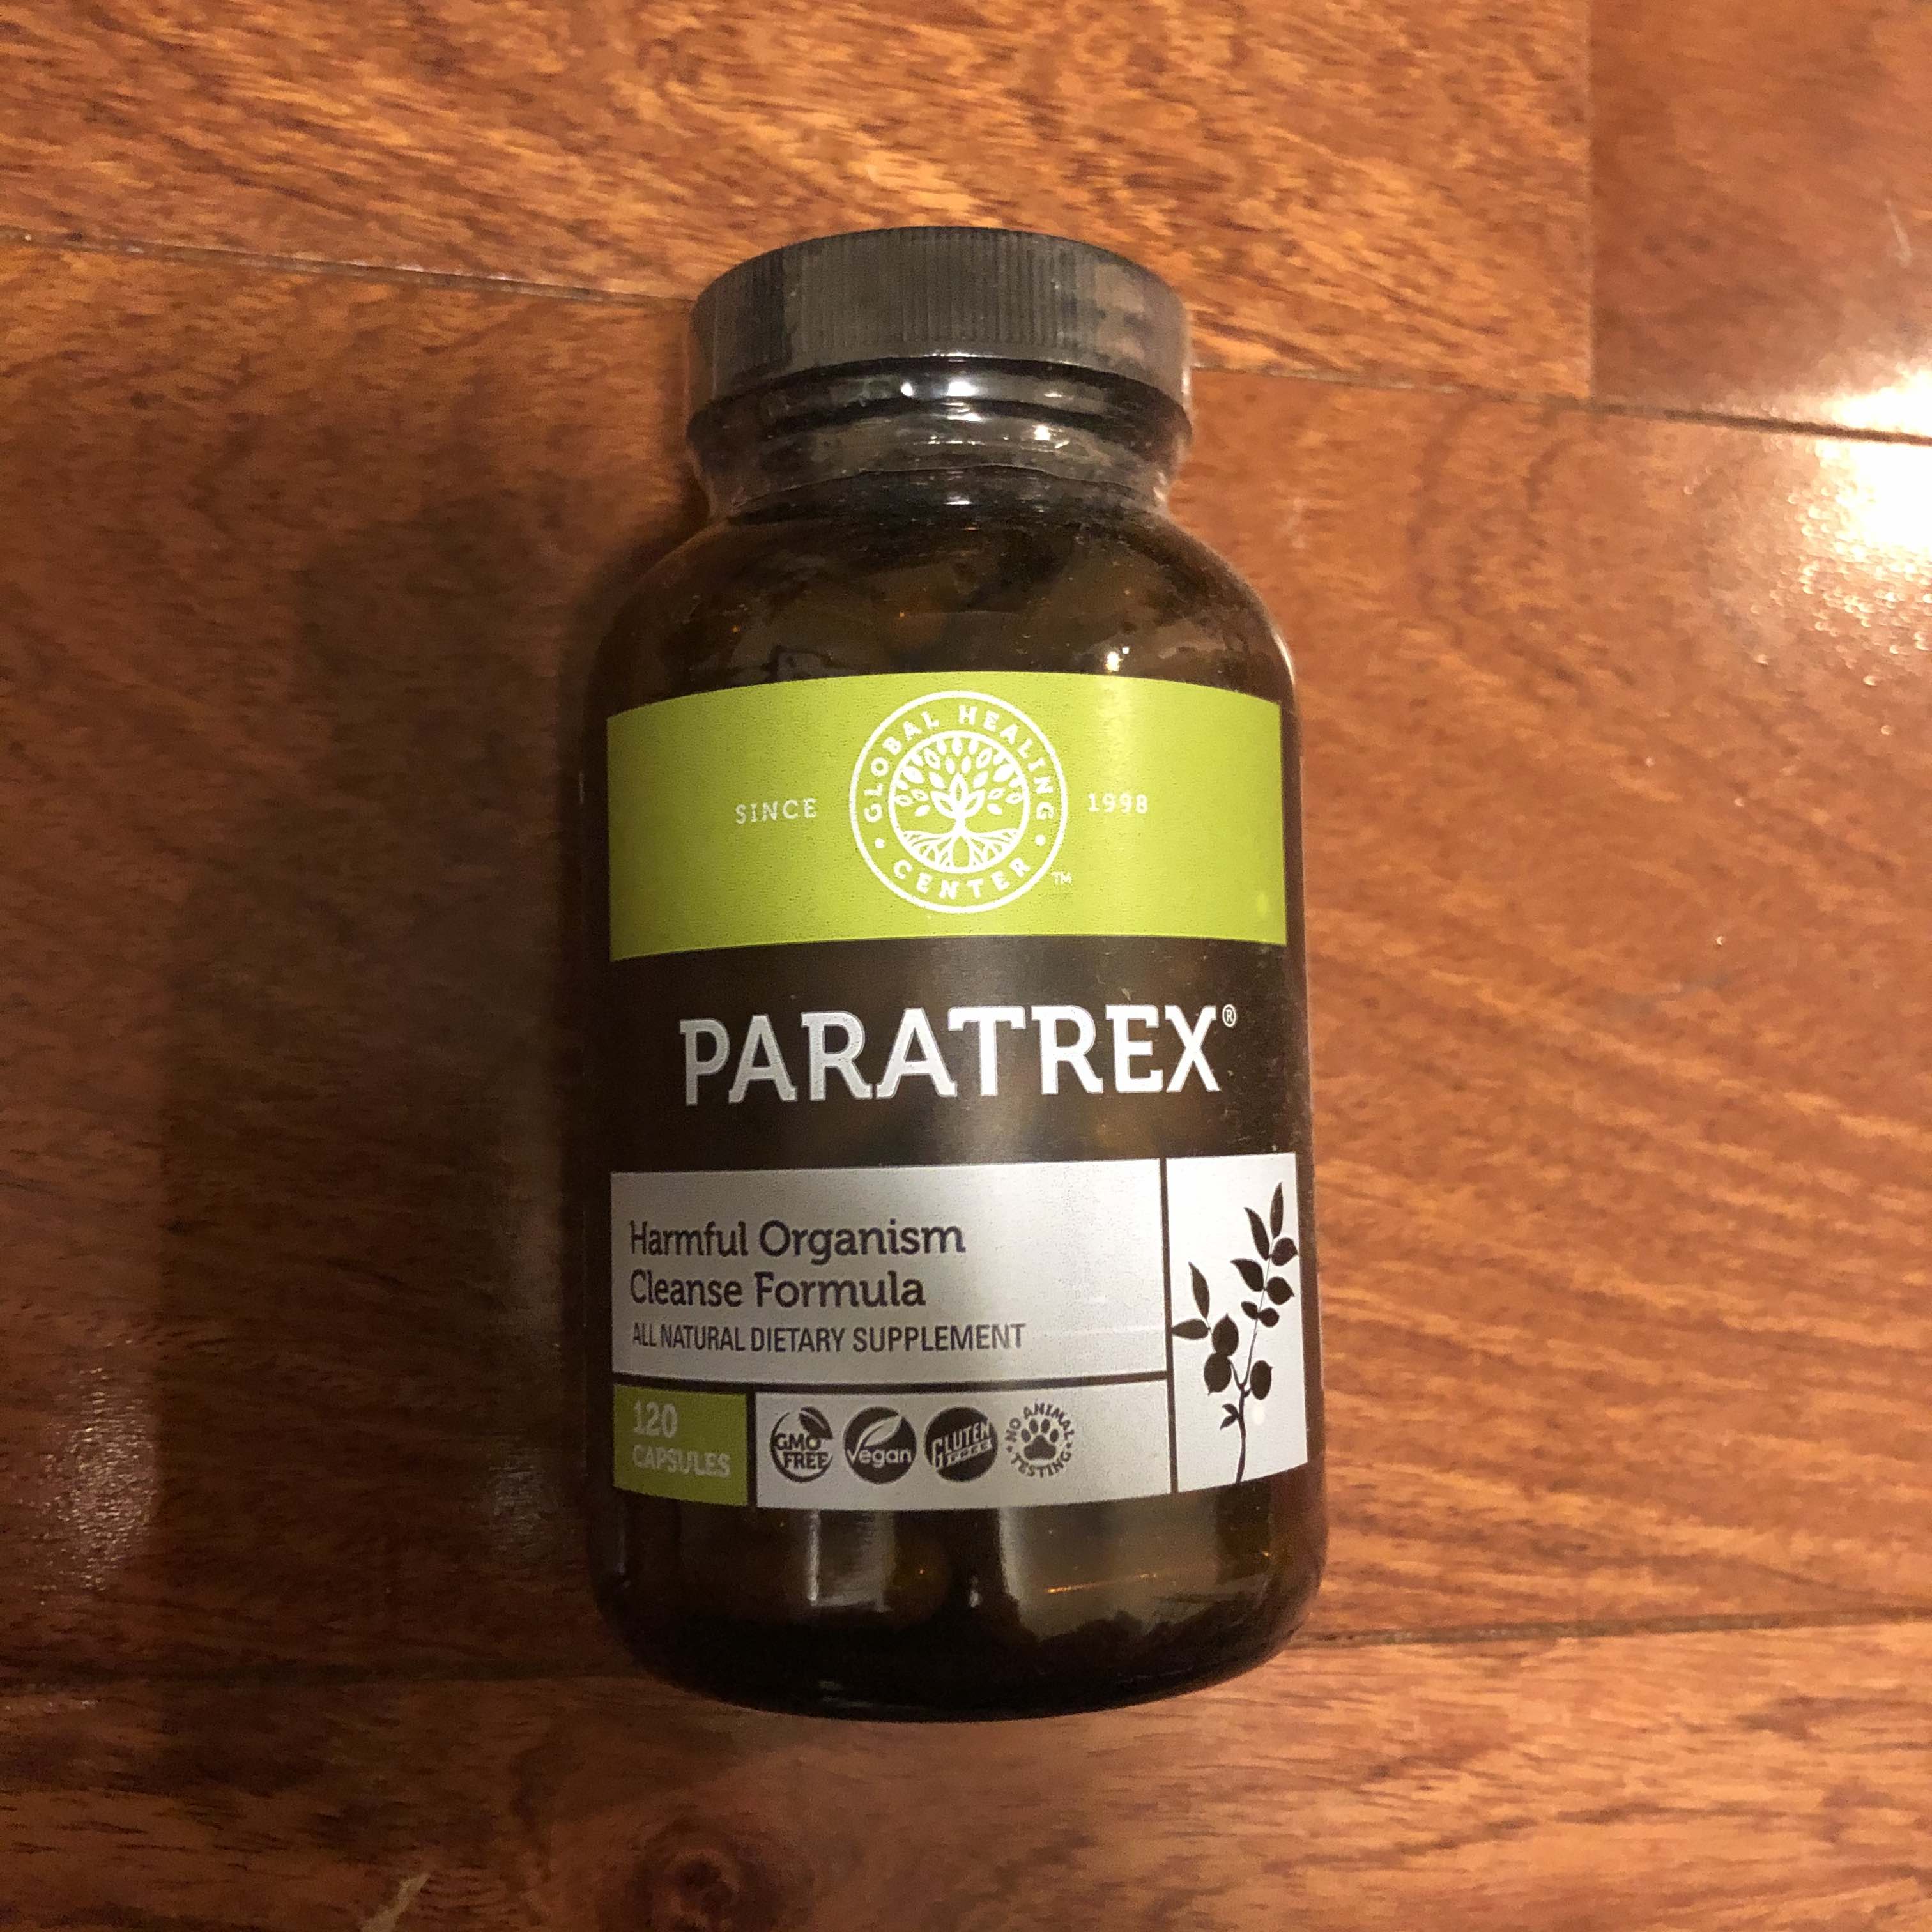 SINCE
GLOBAL HEALING
CENTER
™
1998
PARATREX®
Harmful Organism
Cleanse Formula
ALL NATURAL DIETARY SUPPLEMENT
120
CAPSULES
GMO
FREE
Vegan
GLUTEN
FREE
NO ANIMAL
TESTING